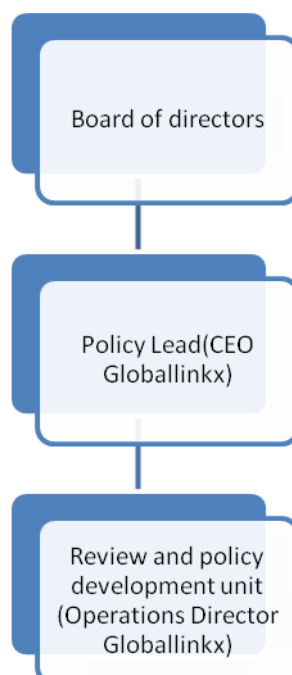 Board of directors
Policy Lead(CEO
Globallinkx)
Review and policy
development unit
(Operations Director
Globallinkx)